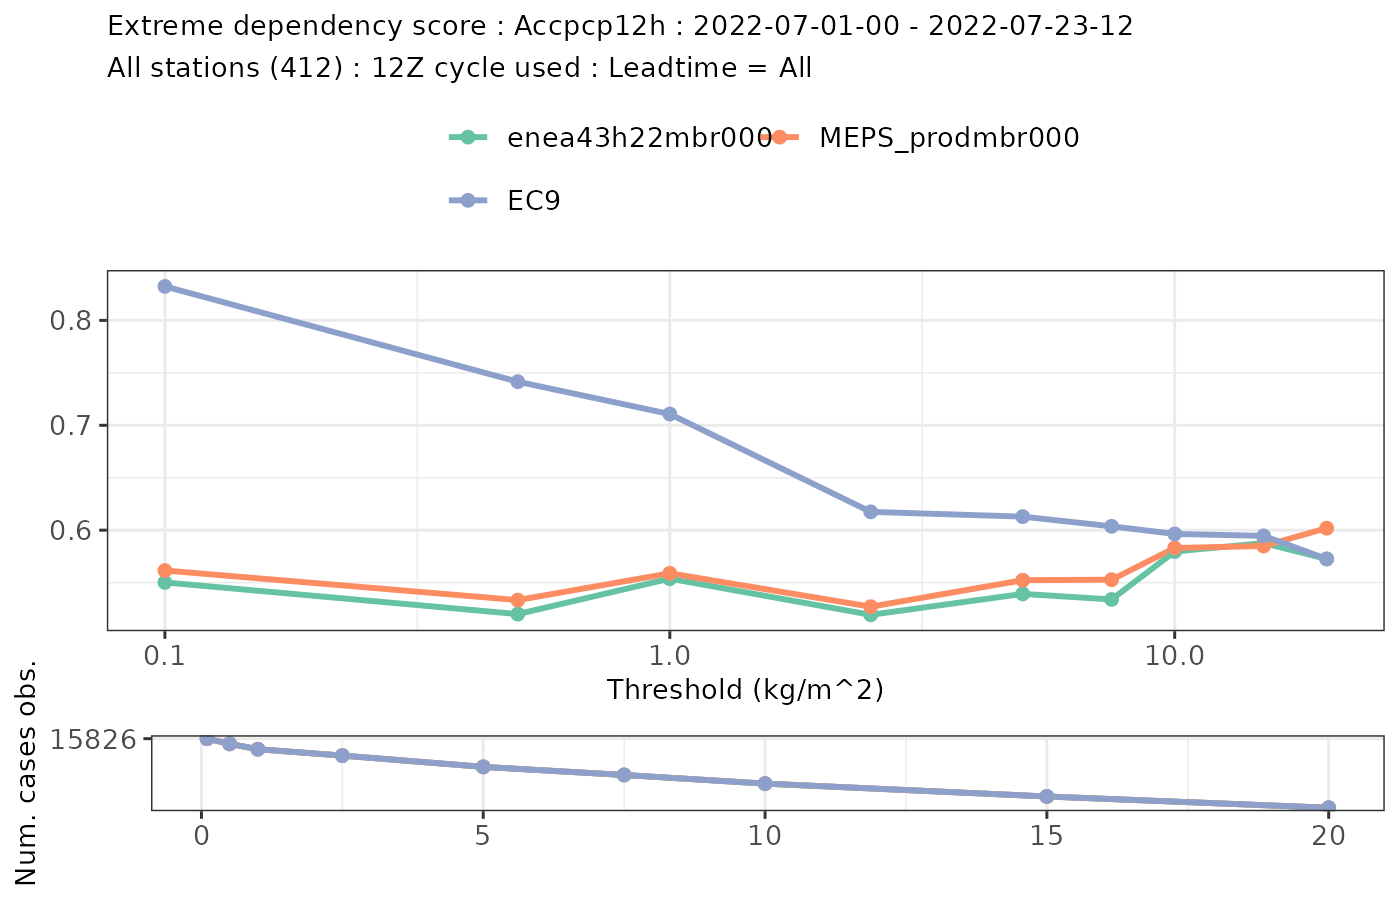 Extreme dependency score : Accpcp12h : 2022-07-01-00 - 2022-07-23-12
All stations (412) : 12Z cycle used : Leadtime = All
enea43h22mbr000 MEPS_prodmbr000
EC9
0.8
0.7
0.6
0.1 1.0 10.0
Threshold (kg/m^2)
Num. cases obs.
15826
0 5 10 15 20